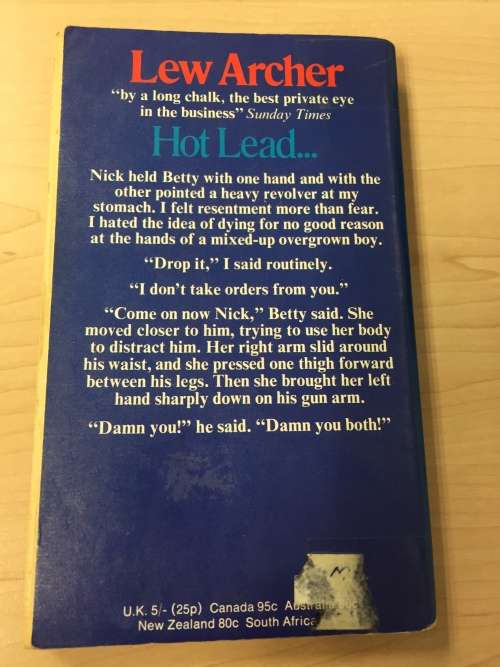 Lew Archer
“by a long chalk, the best private eye
in the business” Sunday Times
Hot Lead...
Nick held Betty with one hand and with the
other pointed a heavy revolver at my
stomach. I felt resentment more than fear.
I hated the idea of dying for no good reason
at the hands of a mixed-up overgrown boy.
“Drop it,” I said routinely.
“I don’t take orders from you.”
“Come on now Nick,” Betty said. She
moved closer to him, trying to use her body
to distract him. Her right arm slid around
his waist, and she pressed one thigh forward
between his legs. Then she brought her left
hand sharply down on his gun arm.
“Damn you!” he said. “Damn you both!”
U.K. 5/- (25p) Canada 95c
New Zealand 80c South Africa